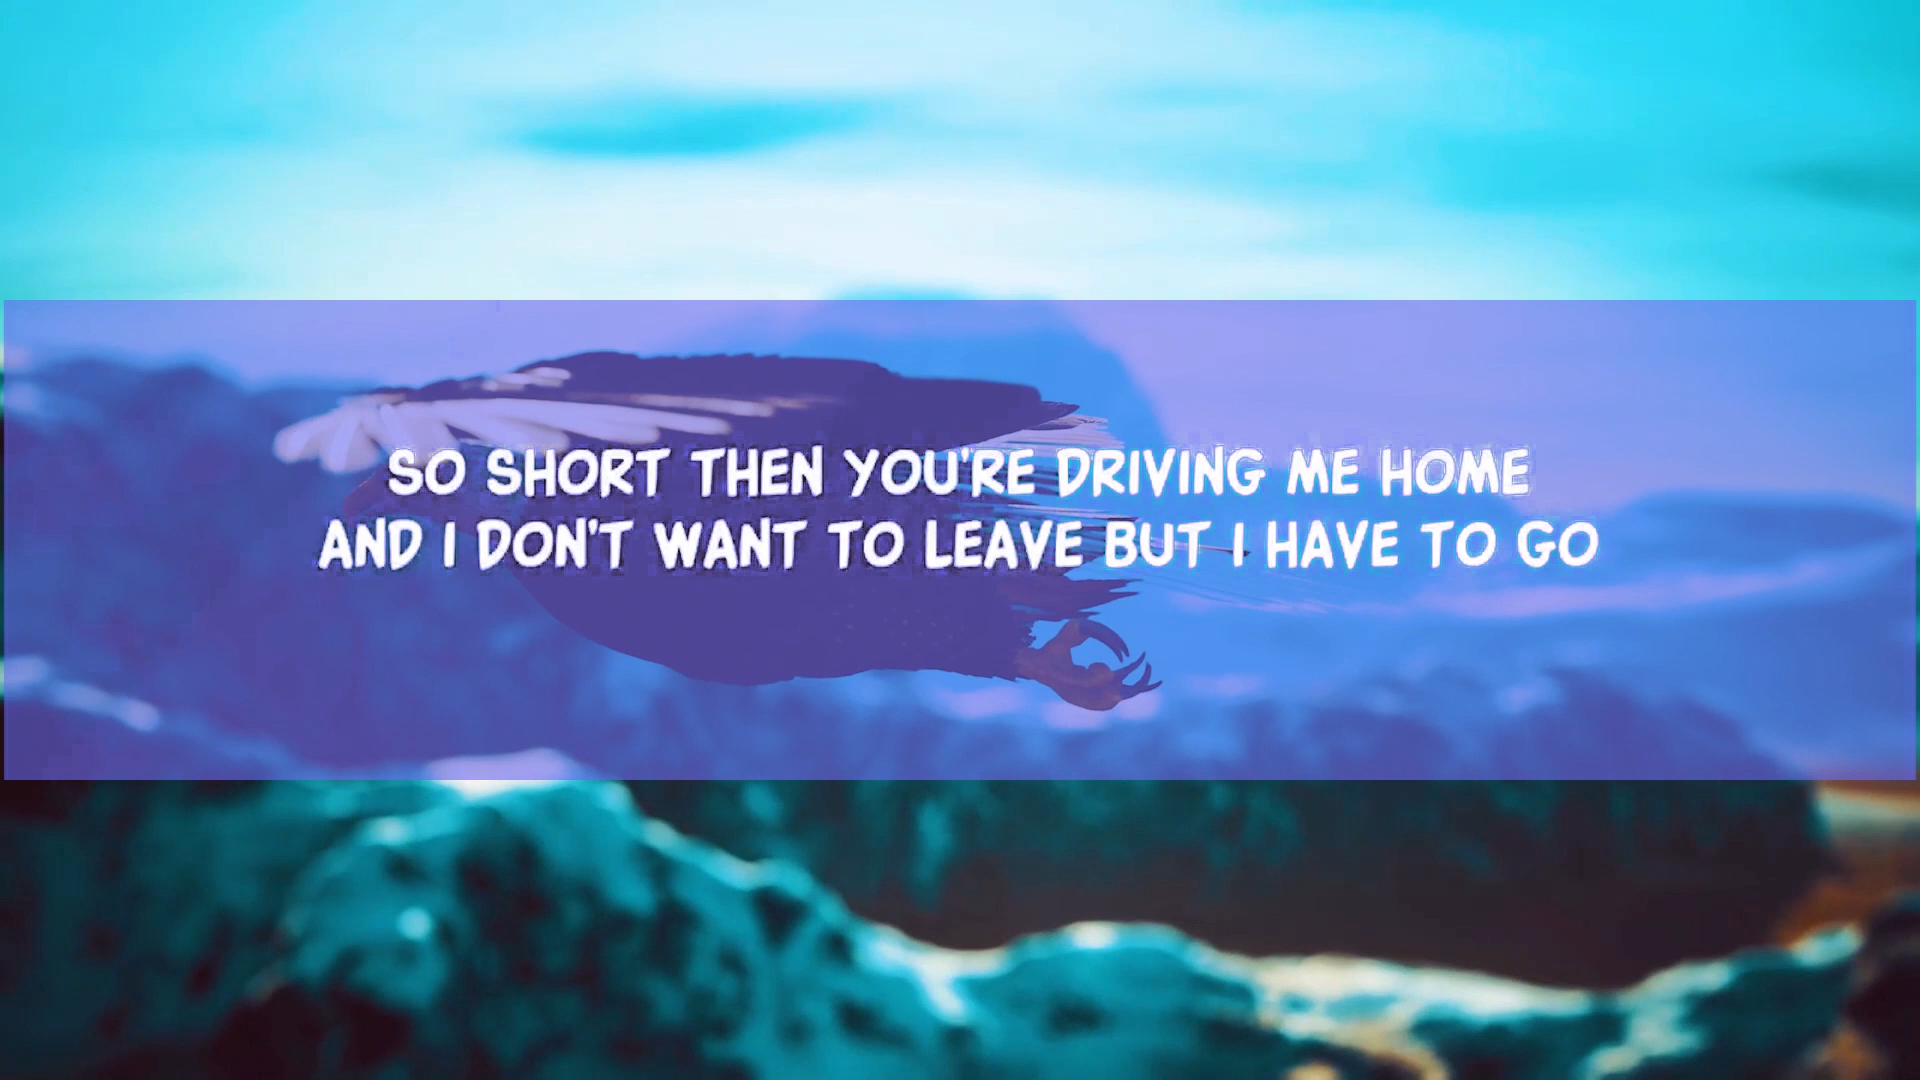 SO SHORT THEN YOU'RE DRIVING ME HOME
AND I DON'T WANT TO LEAVE BUT I HAVE TO GO